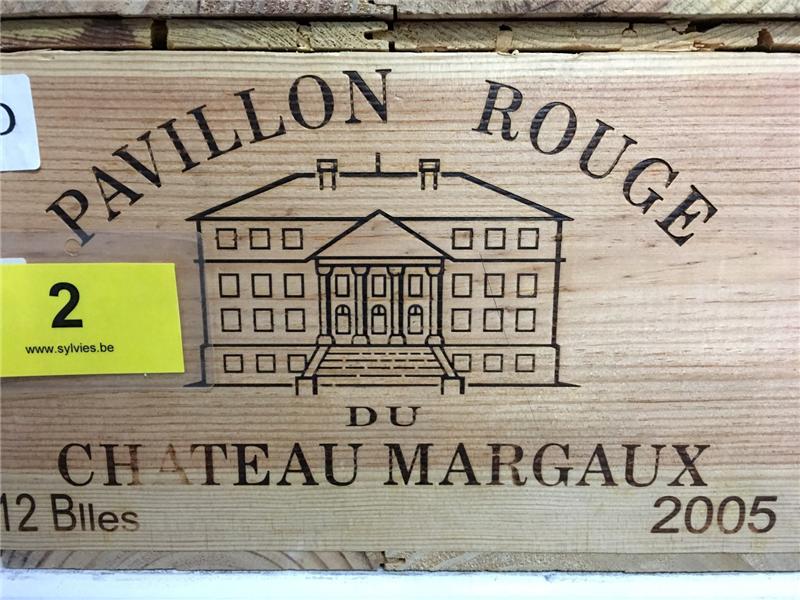 PAVILLON ROUGE
2
www.sylvies.be
DU
CHATEAU MARGAUX
12 Blles
2005